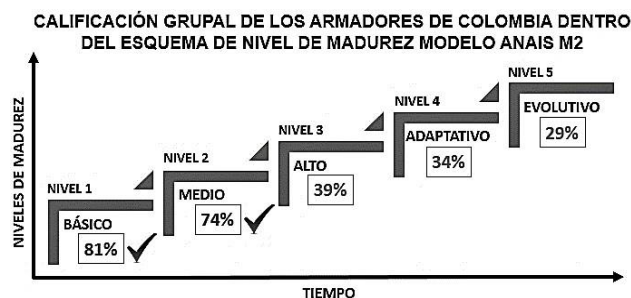 CALIFICACIÓN GRUPAL DE LOS ARMADORES DE COLOMBIA DENTRO
DEL ESQUEMA DE NIVEL DE MADUREZ MODELO ANAIS M2
NIVELES DE MADUREZ
NIVEL 1
BÁSICO
81%
NIVEL 2
MEDIO
74%
NIVEL 3
ALTO
39%
NIVEL 4
ADAPTATIVO
34%
NIVEL 5
EVOLUTIVO
29%
TIEMPO